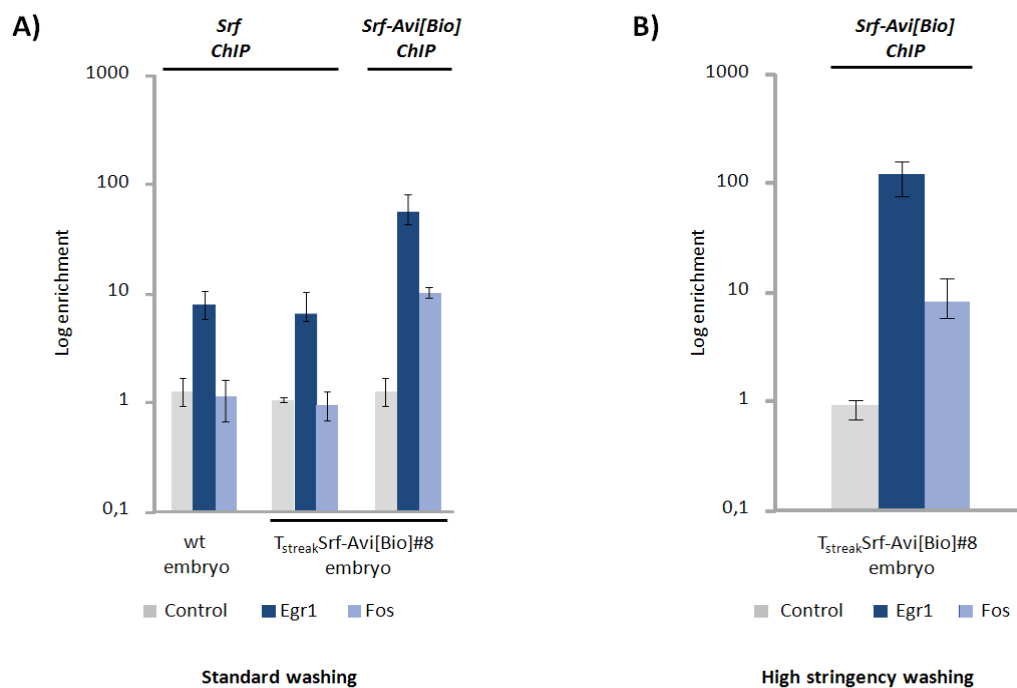 A)
Srf
ChIP
Srf-Avi[Bio]
ChIP
1000
100
10
1
0,1
Log enrichment
wt
embryo
TstreakSrf-Avi[Bio]#8
embryo
Control Egr1 Fos
Standard washing
B)
Srf-Avi[Bio]
ChIP
1000
100
10
1
0,1
Log enrichment
TstreakSrf-Avi[Bio]#8
embryo
Control Egr1 Fos
High stringency washing